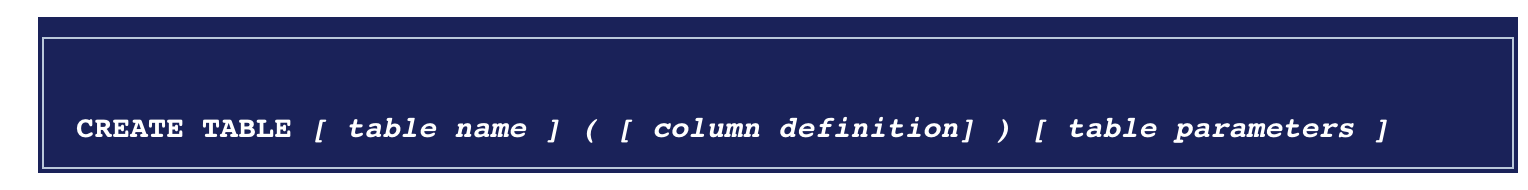 CREATE TABLE [ table name ] ( [ column definition] ) [ table parameters ]